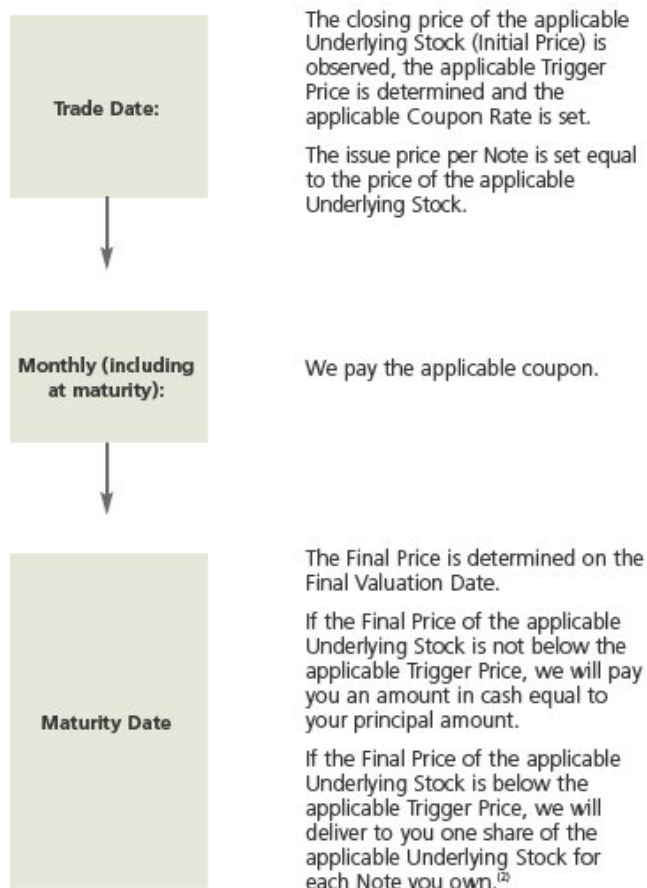 Trade Date:
The closing price of the applicable
Underlying Stock (Initial Price) is
observed, the applicable Trigger
Price is determined and the
applicable Coupon Rate is set.
The issue price per Note is set equal
to the price of the applicable
Underlying Stock.
Monthly (including
at maturity):
We pay the applicable coupon.
Maturity Date
The Final Price is determined on the
Final Valuation Date.
If the Final Price of the applicable
Underlying Stock is not below the
applicable Trigger Price, we will pay
you an amount in cash equal to
your principal amount.
If the Final Price of the applicable
Underlying Stock is below the
applicable Trigger Price, we will
deliver to you one share of the
applicable Underlying Stock for
each Note you own.(2)